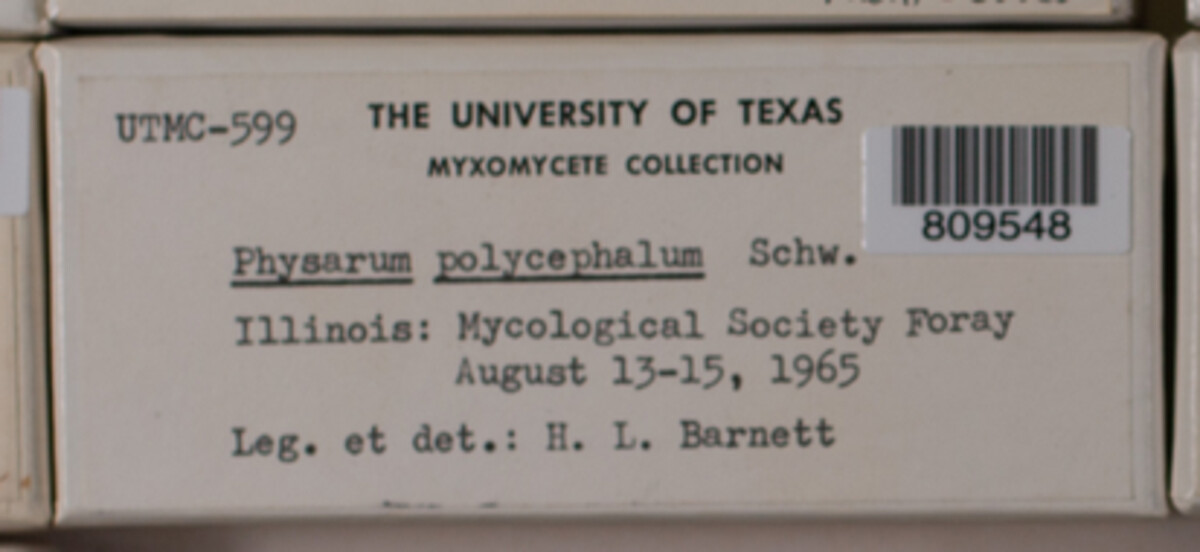 UTMC-599
THE UNIVERSITY OF TEXAS
MYXOMYCETE COLLECTION
809548
Physarum polycephalum Schw.
Illinois: Mycological Society Foray
August 13-15, 1965
Leg. et det.: H. L. Barnett